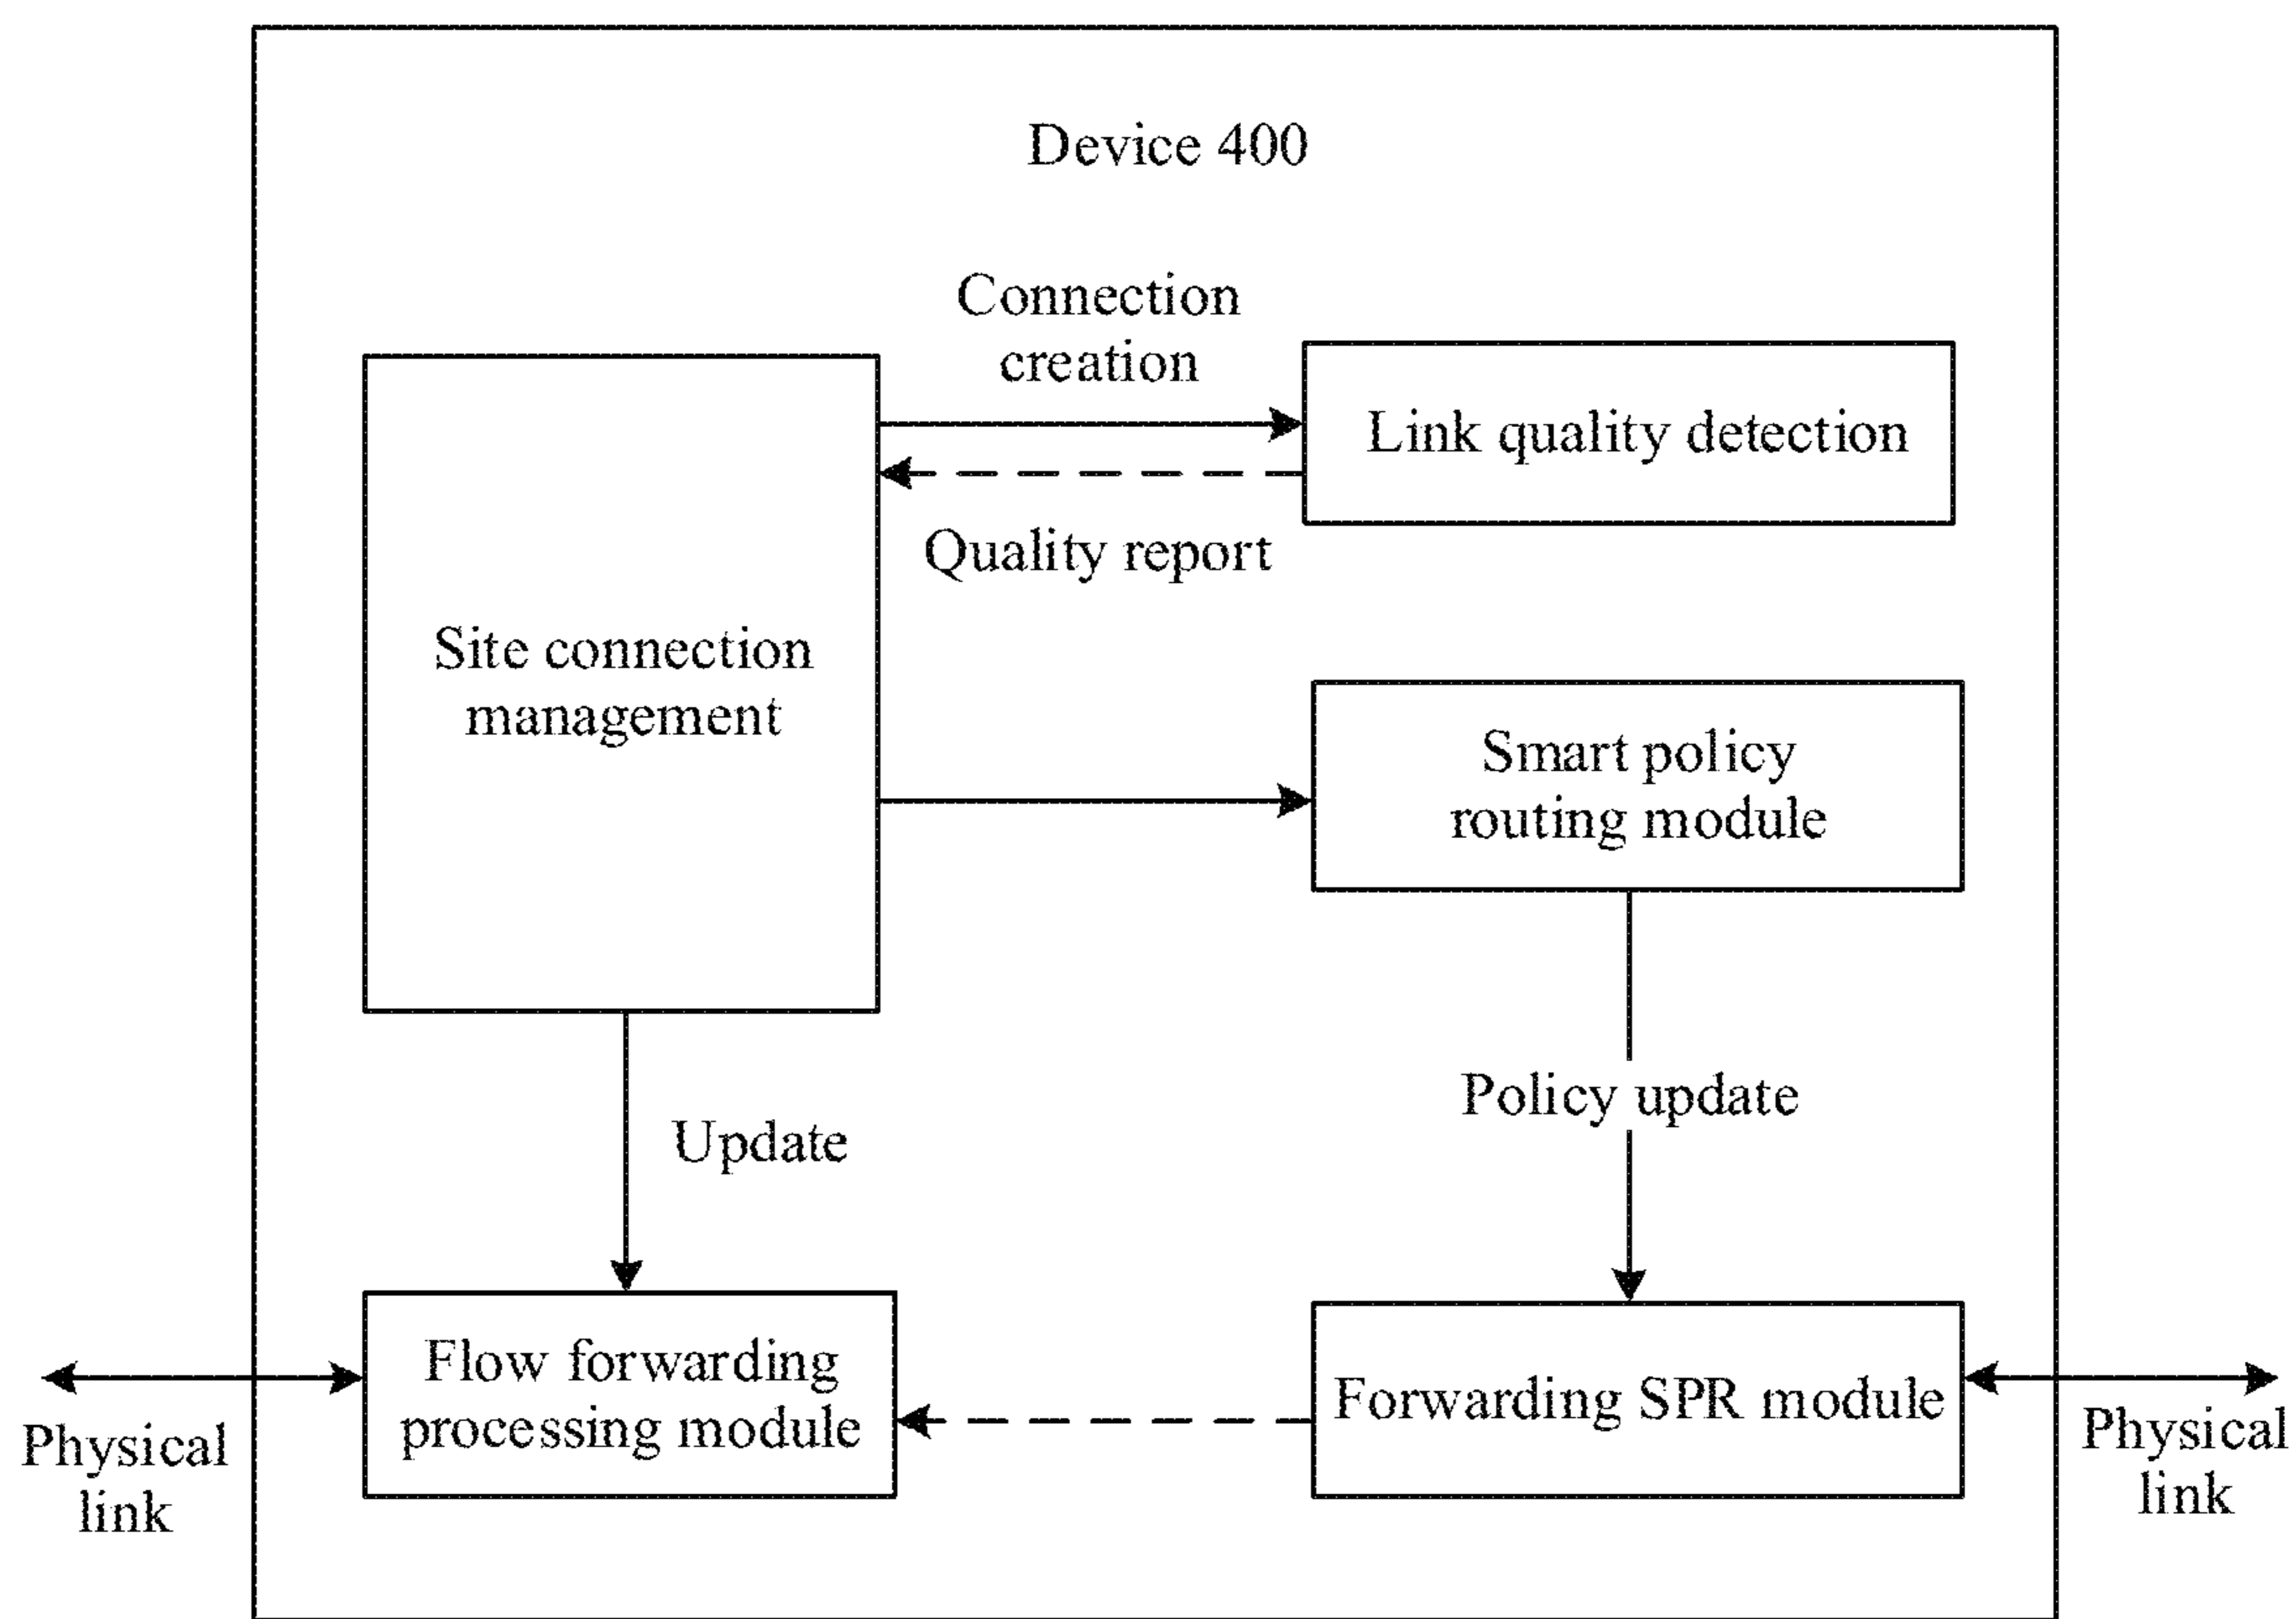 Device 400
Connection
creation
Link quality detection
Quality report
Site connection
management
Smart policy
routing module
Policy update
Update
Flow forwarding
processing module
Forwarding SPR module
Physical
link
Physical
link